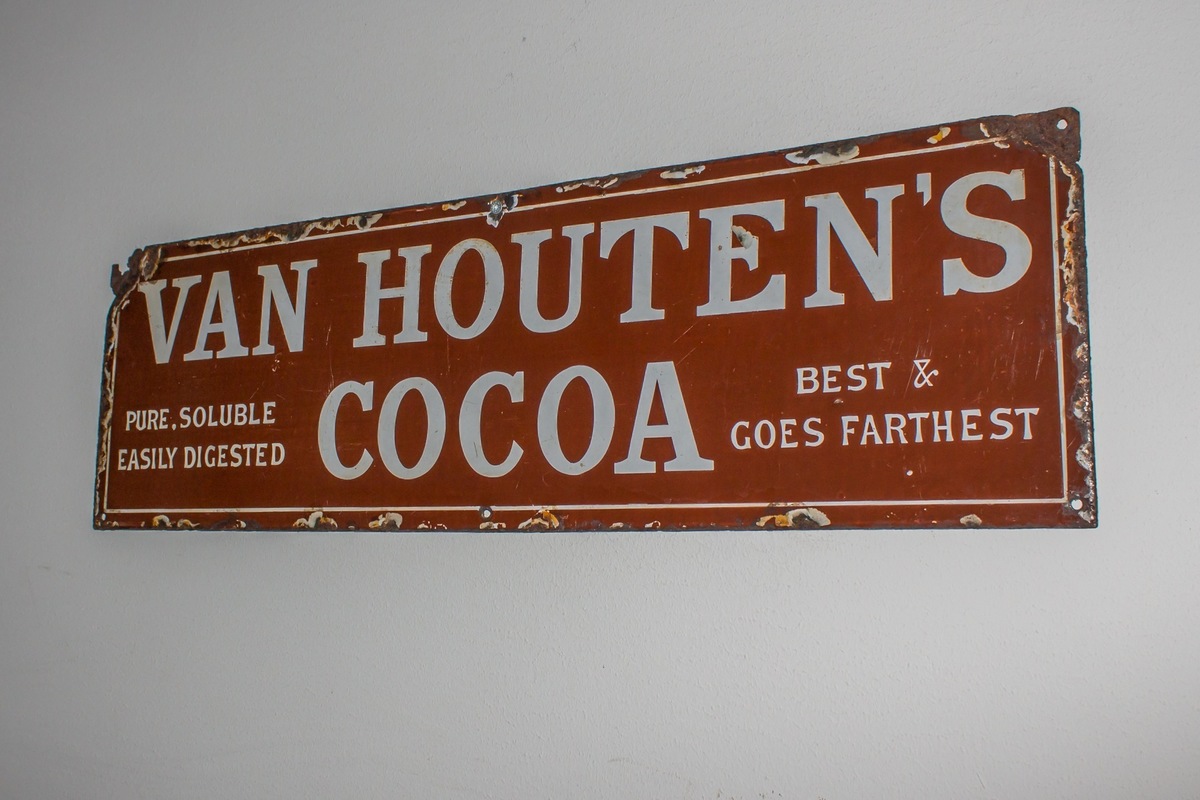 VAN HOUTEN'S
COCOA
PURE, SOLUBLE
EASILY DIGESTED
BEST &
GOES FARTHEST